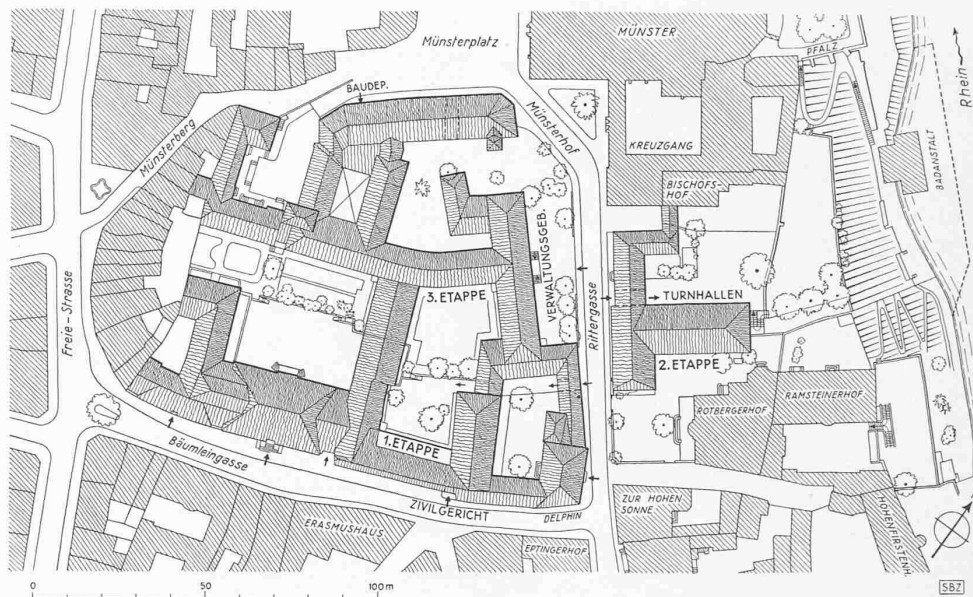 Münsterplatz
MÜNSTER
PFALZ
Rhein
BAUDEP.
Münsterberg
Münsterhof
KREUZGANG
BADANSTALT
BISCHOFS-
HOF
VERWALTUNGSGEB.
3. ETAPPE
TURNHALLEN
Freie-Strasse
Rittergasse
2. ETAPPE
ROTBERGERHOF
RAMSTEINERHOF
1. ETAPPE
Bäumleingasse
ZIVILGERICHT
DELPHIN
ERASMUSHAUS
EPTINGERHOF
ZUR HOHEN
SONNE
HOHENFIRSTENH.
0 50 100 m
SBZ